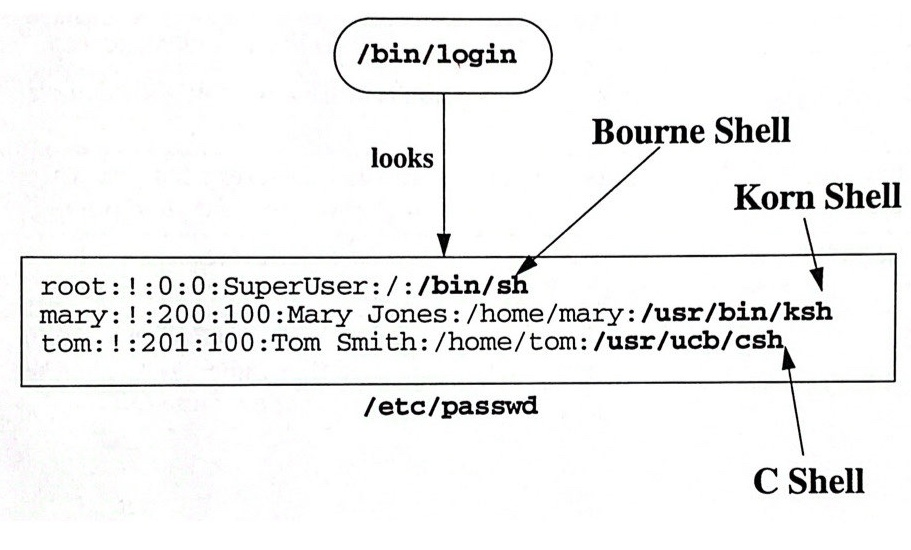 /bin/login
looks
Bourne Shell
Korn Shell
root:!:0:0:SuperUser:/:/bin/sh
mary:!:200:100:Mary Jones:/home/mary:/usr/bin/ksh
tom:!:201:100:Tom Smith:/home/tom:/usr/ucb/csh
/etc/passwd
C Shell